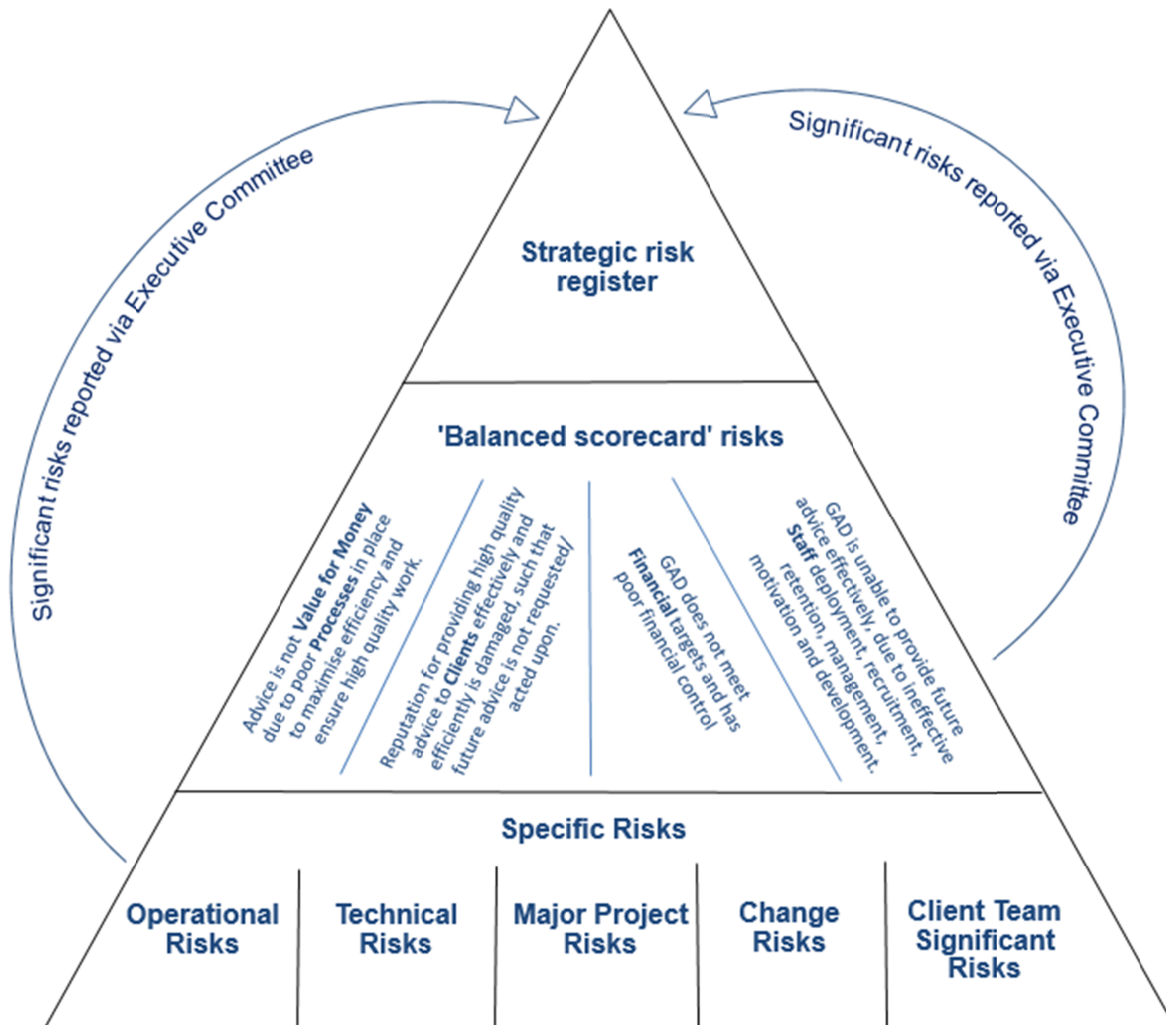 Significant risks reported via Executive Committee
Significant risks reported via Executive Committee
Strategic risk
register
'Balanced scorecard' risks
Advice is not Value for Money
due to poor Processes in place
to maximise efficiency and
ensure high quality work.
Reputation for providing high quality
advice to Clients effectively and
efficiently is damaged, such that
future advice is not requested/
acted upon.
GAD does not meet
Financial targets and has
poor financial control
GAD is unable to provide future
advice effectively, due to ineffective
Staff deployment, recruitment,
retention, management,
motivation and development.
Specific Risks
Operational
Risks
Technical
Risks
Major Project
Risks
Change
Risks
Client Team
Significant
Risks